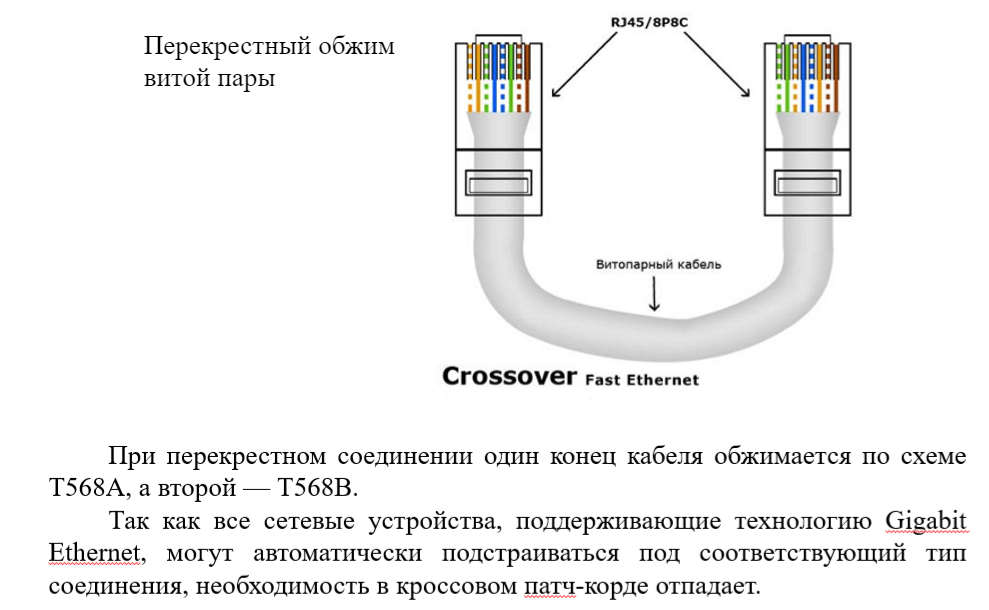 RJ45/8P8C
Перекрестный обжим
витой пары
Витопарный кабель
Crossover Fast Ethernet
При перекрестном соединении один конец кабеля обжимается по схеме
T568A, а второй — T568B.
Так как все сетевые устройства, поддерживающие технологию Gigabit
Ethernet, могут автоматически подстраиваться под соответствующий тип
соединения, необходимость в кроссовом патч-корде отпадает.